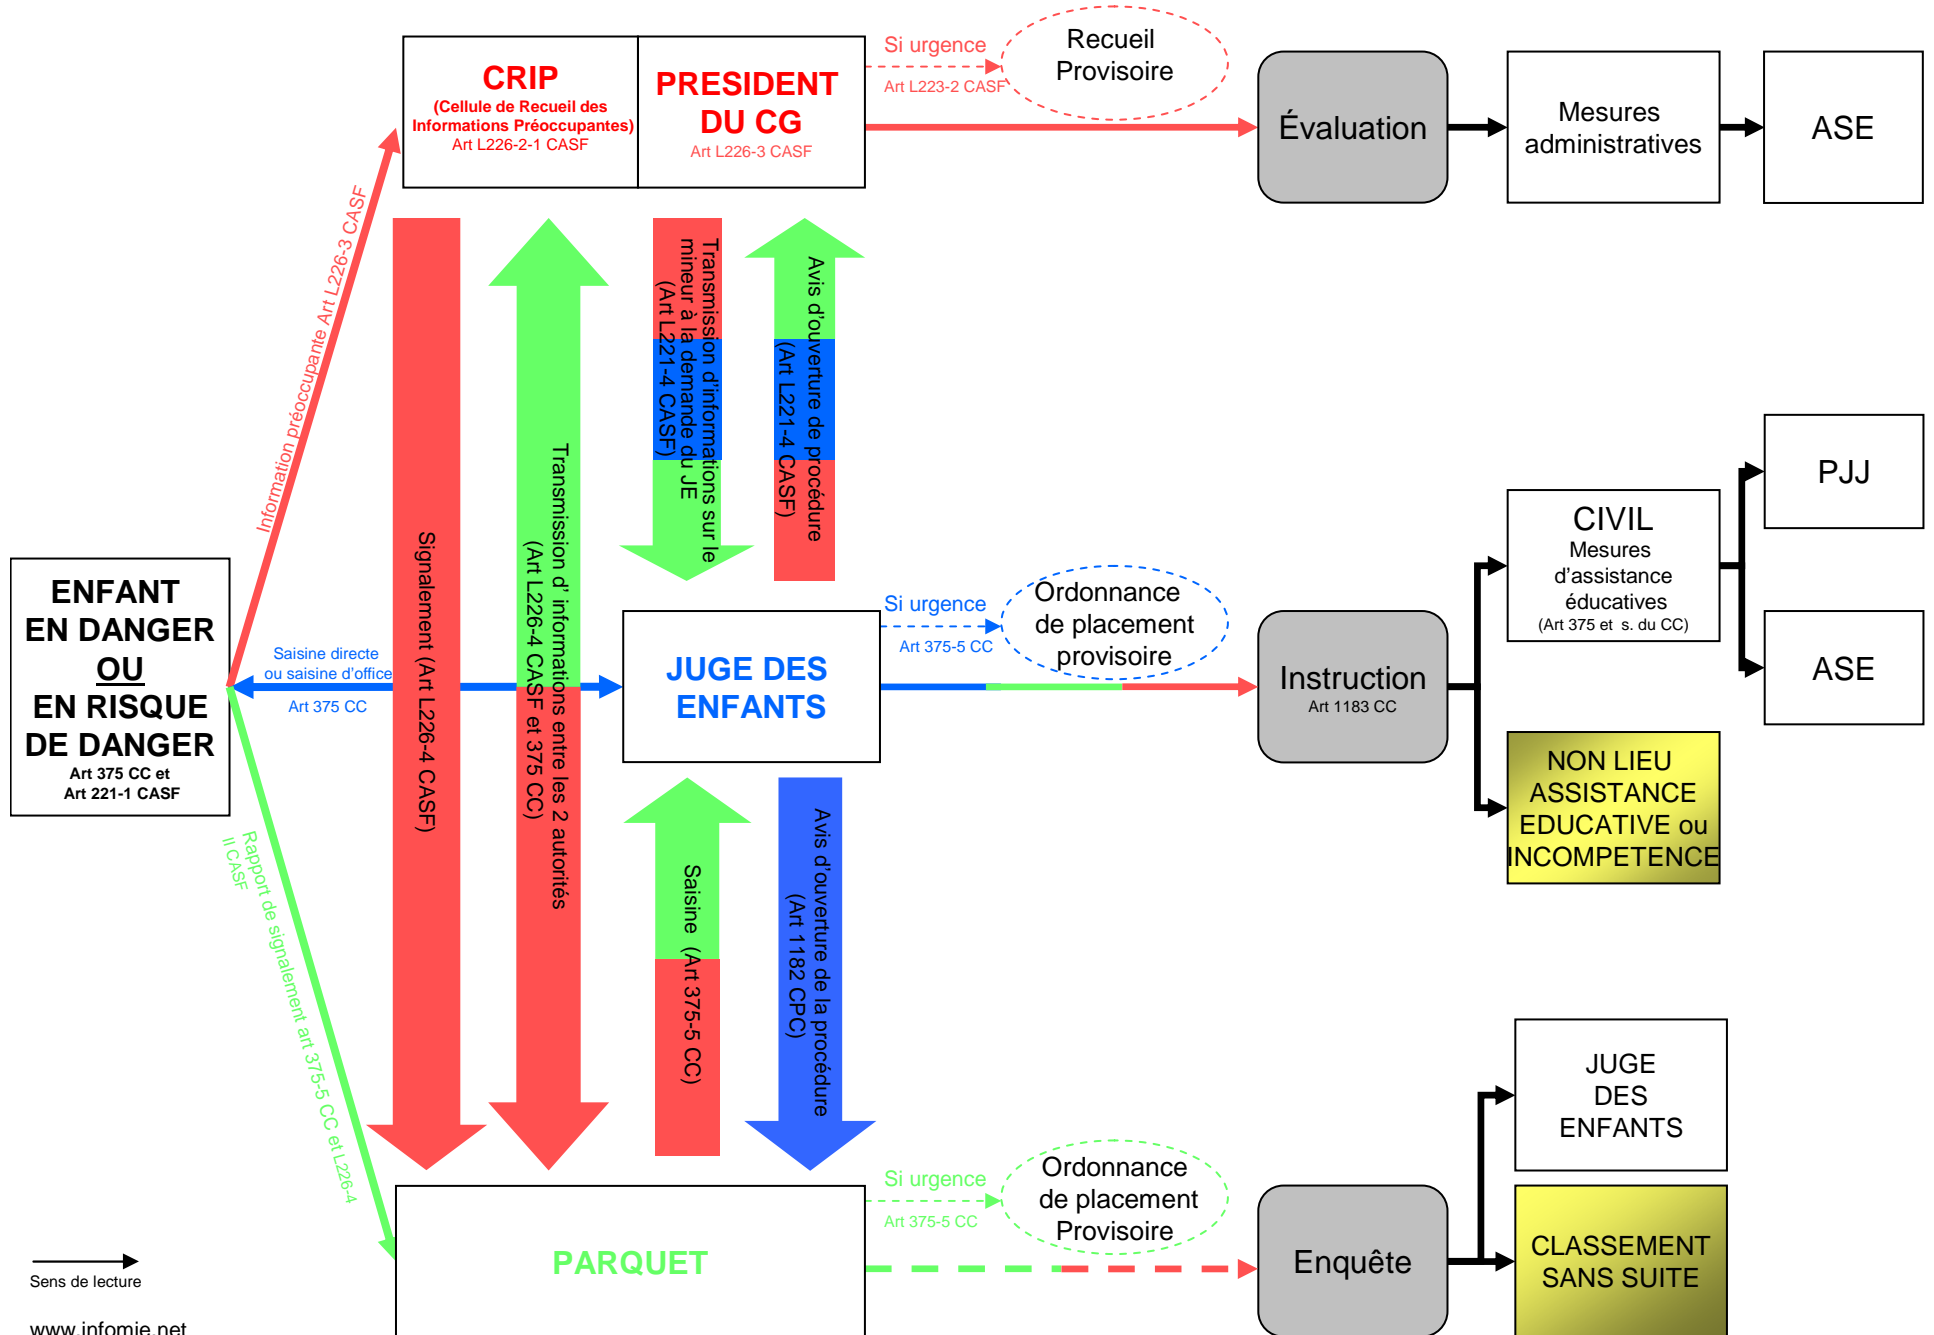 CRIP
(Cellule de Recueil des
Informations Préoccupantes)
Art L226-2-1 CASF
PRESIDENT
DU CG
Art L226-3 CASF
Si urgence
Art L223-2 CASF
Recueil
Provisoire
Évaluation
Mesures
administratives
ASE
Information préoccupante Art L226-3 CASF
Signalement (Art L226-4 CASF)
Transmission d' informations entre les 2 autorités
(Art L226-4 CASF et 375 CC)
Transmission d'informations sur le
mineur à la demande du JE
(Art L221-4 CASF)
Avis d'ouverture de procédure
(Art L221-4 CASF)
ENFANT
EN DANGER
OU
EN RISQUE
DE DANGER
Art 375 CC et
Art 221-1 CASF
Saisine directe
ou saisine d'office
Art 375 CC
JUGE DES
ENFANTS
Si urgence
Art 375-5 CC
Ordonnance
de placement
provisoire
Instruction
Art 1183 CC
CIVIL
Mesures
d'assistance
éducatives
(Art 375 et s. du CC)
PJJ
ASE
NON LIEU
ASSISTANCE
EDUCATIVE ou
INCOMPETENCE
Rapport de signalement art 375-5 CC et L226-4
II CASF
Saisine (Art 375-5 CC)
Avis d'ouverture de la procédure
(Art 1182 CPC)
PARQUET
Si urgence
Art 375-5 CC
Ordonnance
de placement
Provisoire
Enquête
JUGE
DES
ENFANTS
CLASSEMENT
SANS SUITE
Sens de lecture
www.infomie.net